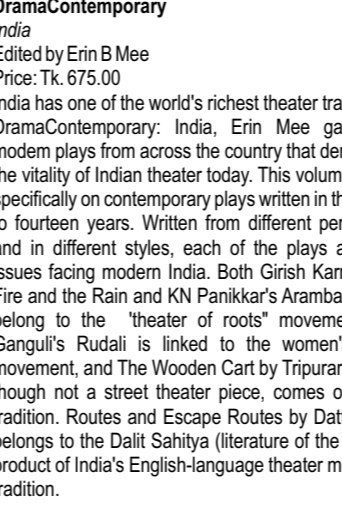 DramaContemporary
India
Edited by Erin B Mee
Price: Tk. 675.00
India has one of the world's richest theater tra
DramaContemporary: India, Erin Mee ga
modem plays from across the country that der
the vitality of Indian theater today. This volum
specifically on contemporary plays written in th
to fourteen years. Written from different per
and in different styles, each of the plays a
issues facing modern India. Both Girish Karn
Fire and the Rain and KN Panikkar's Aramba
belong to the 'theater of roots" moveme
Ganguli's Rudali is linked to the women'
movement, and The Wooden Cart by Tripurar
though not a street theater piece, comes o
tradition. Routes and Escape Routes by Dat
belongs to the Dalit Sahitya (literature of the
product of India's English-language theater m
tradition.